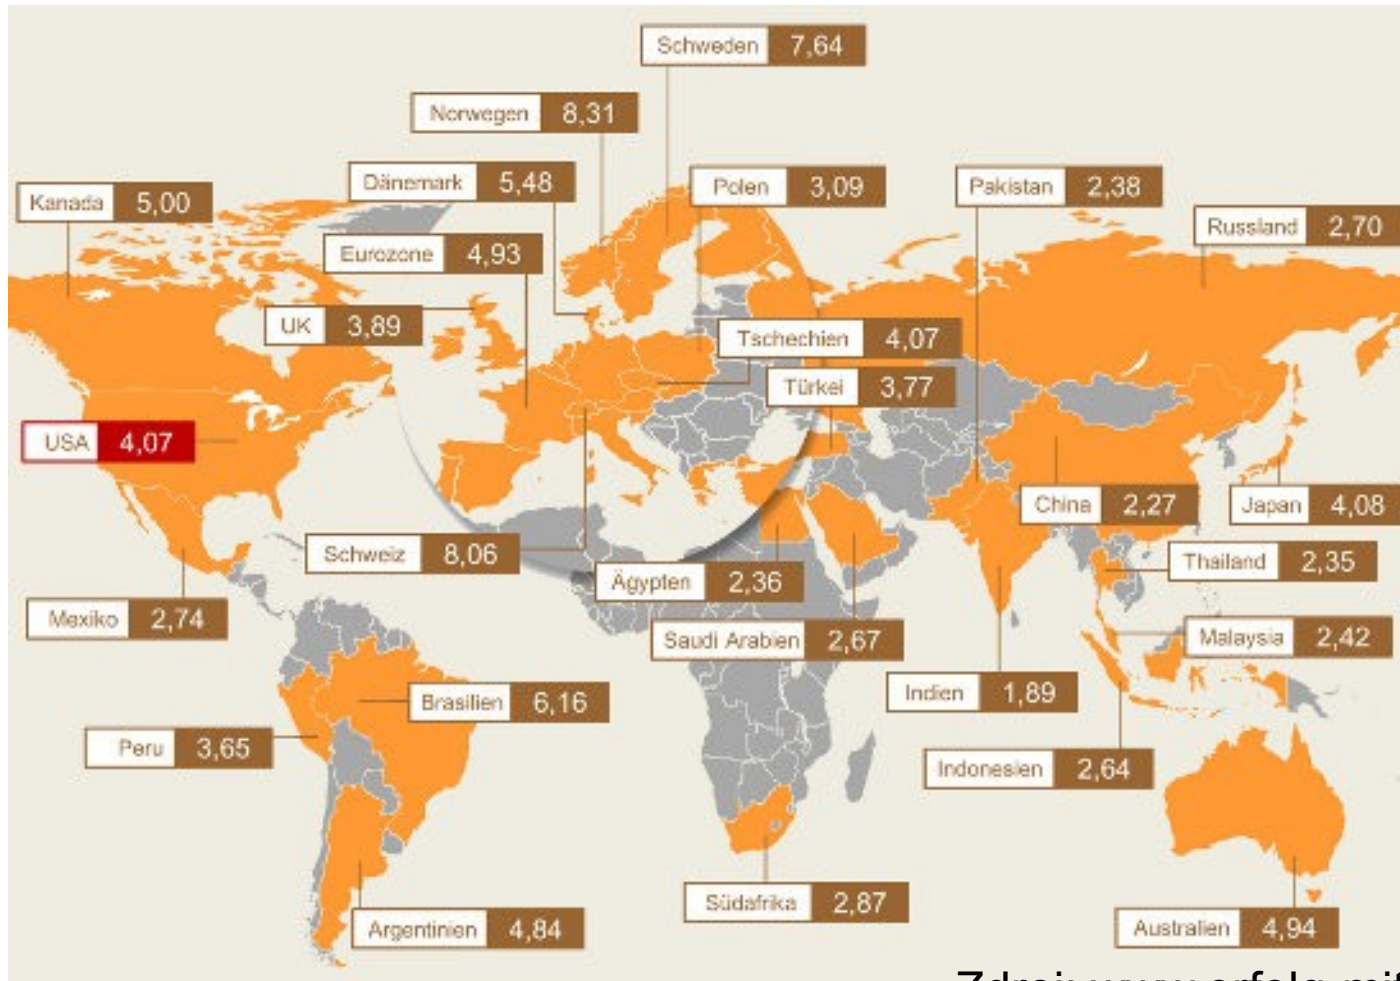 Schweden 7,64
Norwegen 8,31
Dänemark 5,48
Polen 3,09
Pakistan 2,38
Kanada 5,00
Russland 2,70
Eurozone 4,93
UK 3,89
Tschechien 4,07
Türkei 3,77
USA 4,07
China 2,27
Japan 4,08
Schweiz 8,06
Ägypten 2,36
Thailand 2,35
Mexiko 2,74
Saudi Arabien 2,67
Malaysia 2,42
Indien 1,89
Brasilien 6,16
Peru 3,65
Indonesien 2,64
Südafrika 2,87
Argentinien 4,84
Australien 4,94